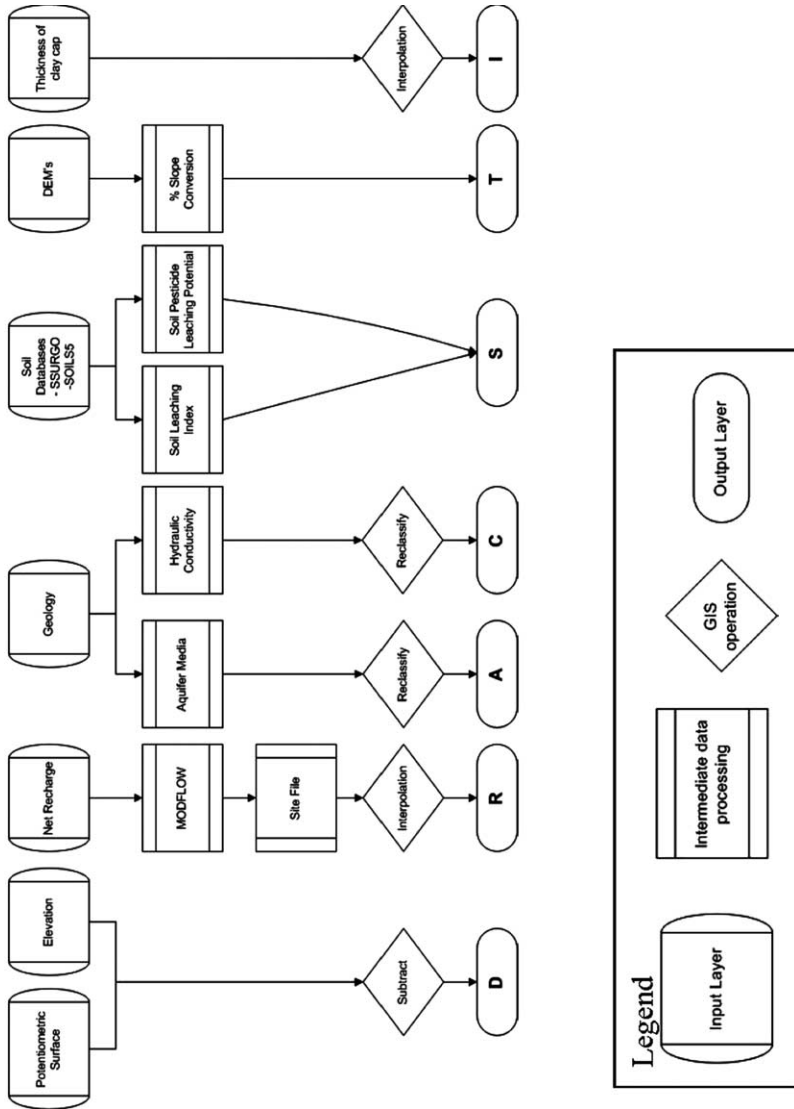 Potentiometric
Surface
Elevation
Net Recharge
Geology
Soil
Databases
- SSURGO
-SOILS5
DEM's
Thickness of
clay cap
MODFLOW
Aquifer Media
Hydraulic
Conductivity
Soil Leaching
Index
Soil Pesticide
Leaching Potential
% Slope
Conversion
Site File
Subtract
Interpolation
Reclassify
Reclassify
Interpolation
D
R
A
C
S
T
I
Legend
Input Layer
Intermediate data
processing
GIS
operation
Output Layer